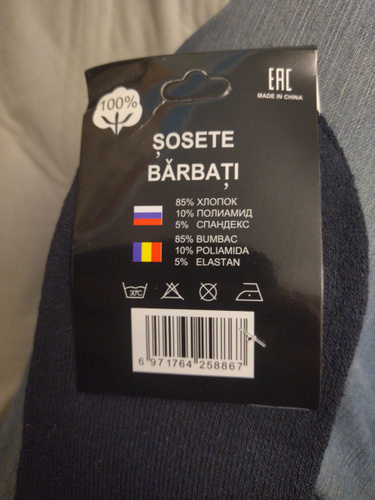 100%
EAC
MADE IN CHINA
ȘOSETE
BĂRBAȚI
85% ХЛОПОК
10% ПОЛИАМИД
5% СПАНДЕКС
85% BUMBAC
10% POLIAMIDA
5% ELASTAN
30°C
6 971764 258867